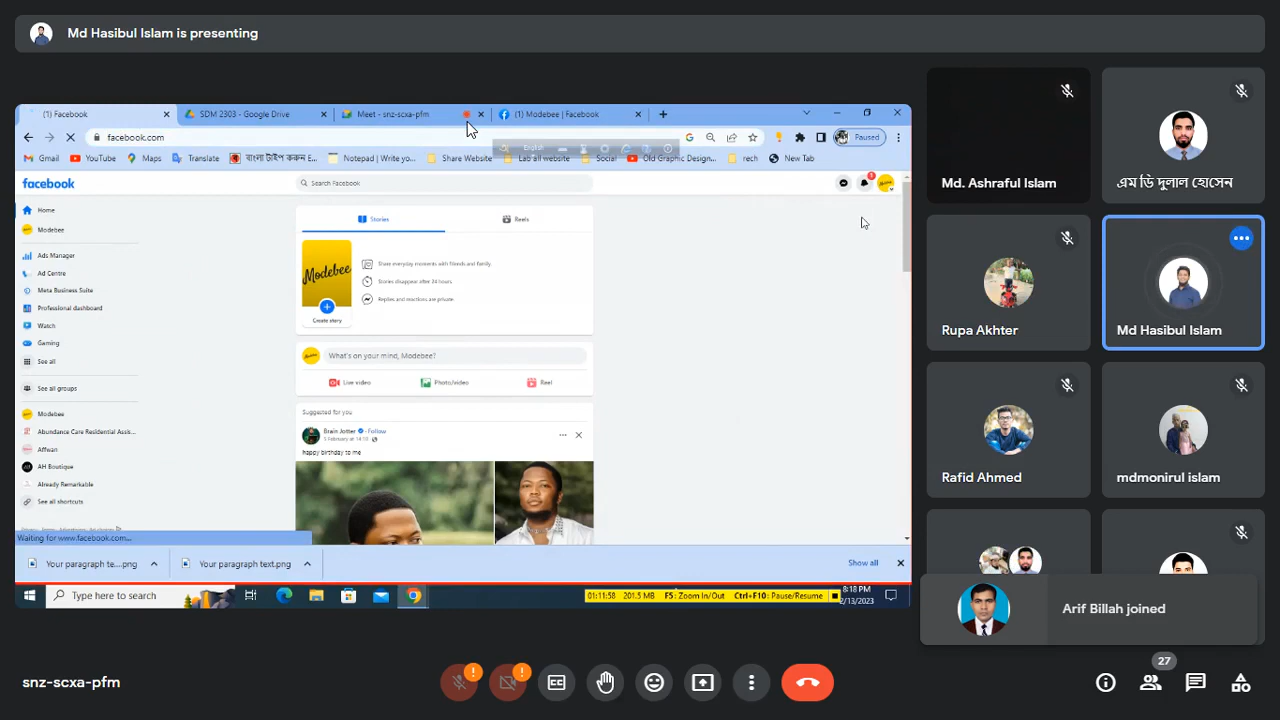 Md Hasibul Islam is presenting
(1) Facebook
SDM 2303 - Google Drive
Meet - snz-scxa-pfm
(1) Modebee | Facebook
facebook.com
Paused
Gmail
YouTube
Maps
Translate
বাংলা টাইপ করুন E...
Notepad | Write yo...
Share Website
English
Lab all website
Social
Old Graphic Design...
rech
New Tab
facebook
Search Facebook
Home
Modebee
Ads Manager
Ad Centre
Meta Business Suite
Professional dashboard
Watch
Gaming
See all
See all groups
Modebee
Abundance Care Residential Assis...
Affwan
AH Boutique
Already Remarkable
See all shortcuts
Stories
Reels
Modebee
Create story
Share everyday moments with friends and family.
Stories disappear after 24 hours
Replies and reactions are private
What's on your mind, Modebee?
Live video
Photo/video
Reel
Suggested for you
Brain Jotter · Follow
happy birthday to me
Waiting for www.facebook.com...
Your paragraph te....png
Your paragraph text.png
Show all
Type here to search
01:11:58 201.5 MB F5: Zoom In/Out Ctrl+F10: Pause/Resume
8:18 PM
2/13/2023
Md. Ashraful Islam
এম ডি দুলাল হোসেন
Rupa Akhter
Md Hasibul Islam
Rafid Ahmed
mdmonirul islam
Arif Billah joined
snz-scxa-pfm
CC
27